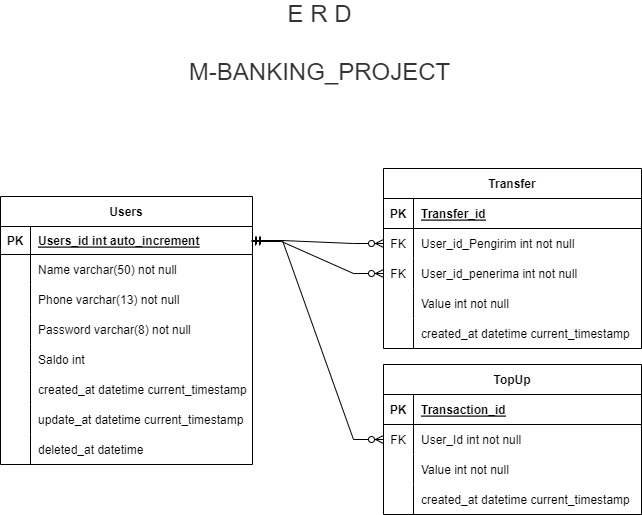 E R D
M-BANKING_PROJECT
Users
PK Users_id int auto_increment
Name varchar(50) not null
Phone varchar(13) not null
Password varchar(8) not null
Saldo int
created_at datetime current_timestamp
update_at datetime current_timestamp
deleted_at datetime
Transfer
PK Transfer_id
FK User_id_Pengirim int not null
FK User_id_penerima int not null
Value int not null
created_at datetime current_timestamp
TopUp
PK Transaction_id
FK User_Id int not null
Value int not null
created_at datetime current_timestamp